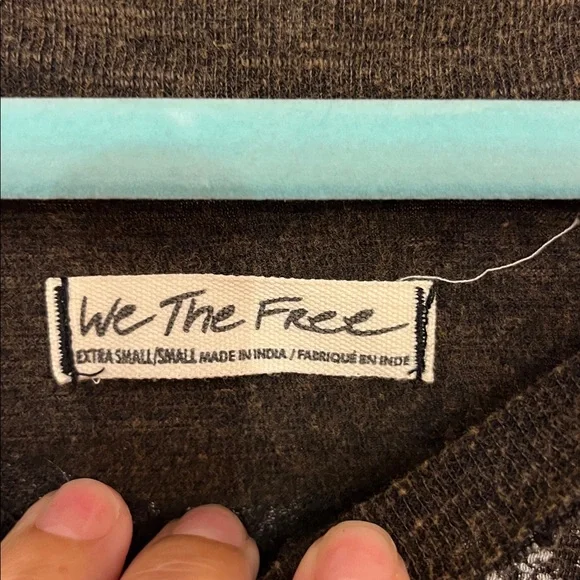 We The Free
EXTRA SMALL/SMALL MADE IN INDIA / FABRIQUÉ EN INDE